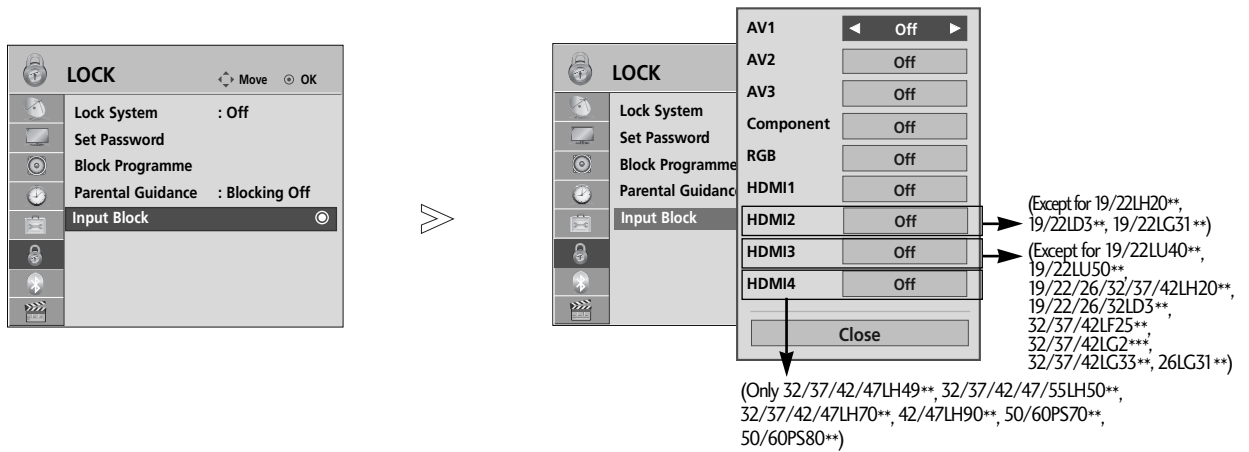 LOCK
Move OK
Lock System : Off
Set Password
Block Programme
Parental Guidance : Blocking Off
Input Block
LOCK
Lock System
Set Password
Block Programme
Parental Guidanc
Input Block
AV1 ◄ Off ►
AV2 Off
AV3 Off
Component Off
RGB Off
HDMI1 Off
HDMI2 Off
HDMI3 Off
HDMI4 Off
Close
(Except for 19/22LH20**,
19/22LD3**, 19/22LG31**)
(Except for 19/22LU40**,
19/22LU50**,
19/22/26/32/37/42LH20**,
19/22/26/32LD3**,
32/37/42LF25**,
32/37/42LG2***,
32/37/42LG33**, 26LG31**)
(Only 32/37/42/47LH49**, 32/37/42/47/55LH50**,
32/37/42/47LH70**, 42/47LH90**, 50/60PS70**,
50/60PS80**)